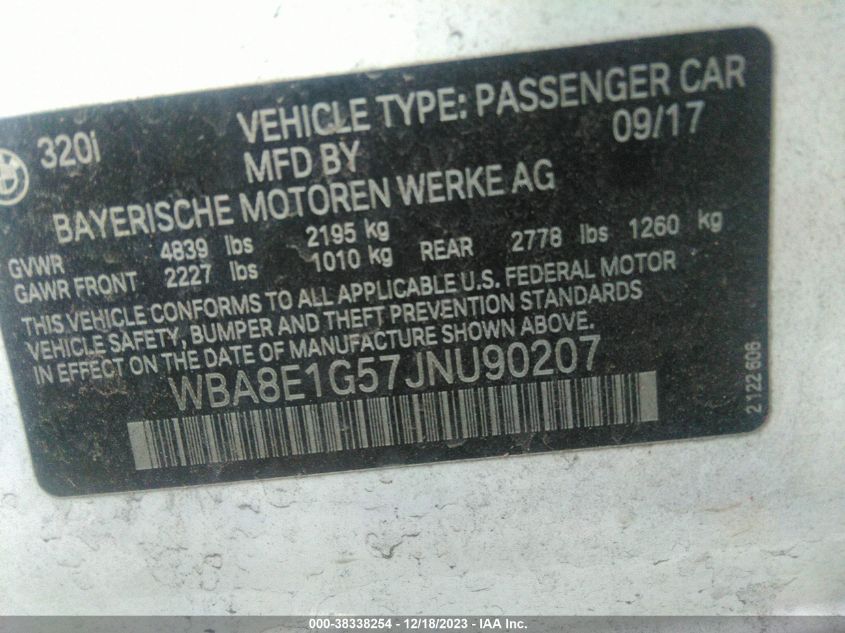 320i VEHICLE TYPE: PASSENGER CAR
MFD BY 09/17
BAYERISCHE MOTOREN WERKE AG
GVWR 4839 lbs 2195 kg
GAWR FRONT 2227 lbs 1010 kg REAR 2778 lbs 1260 kg
THIS VEHICLE CONFORMS TO ALL APPLICABLE U.S. FEDERAL MOTOR
VEHICLE SAFETY, BUMPER AND THEFT PREVENTION STANDARDS
IN EFFECT ON THE DATE OF MANUFACTURE SHOWN ABOVE.
WBA8E1G57JNU90207
2 122 606
000-38338254 - 12/18/2023 - IAA Inc.